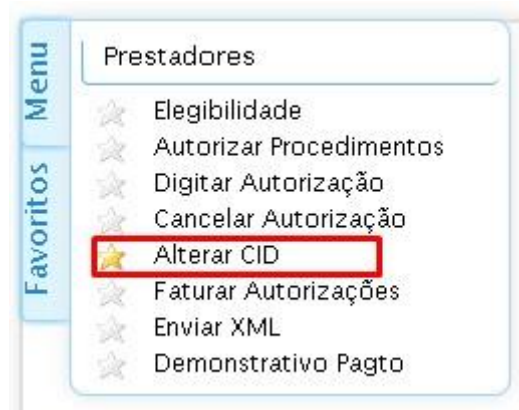 Menu
Favoritos
Prestadores
Elegibilidade
Autorizar Procedimentos
Digitar Autorização
Cancelar Autorização
Alterar CID
Faturar Autorizações
Enviar XML
Demonstrativo Pagto